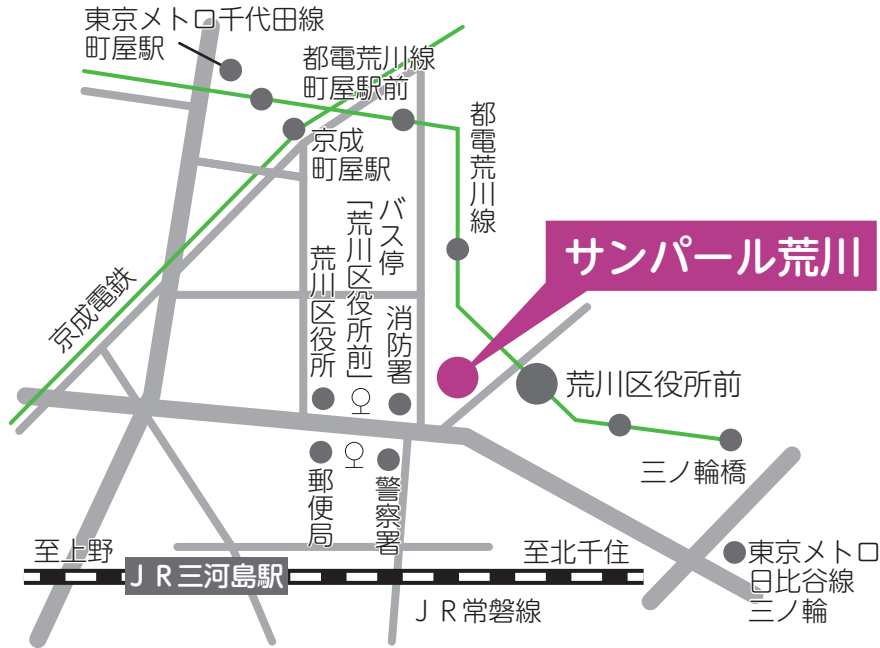 東京メトロ千代田線
町屋駅
都電荒川線
町屋駅前
京成
町屋駅
都電荒川線
サンパール荒川
京成電鉄
荒川区役所
バス停
「荒川区役所前」
消防署
荒川区役所前
三ノ輪橋
郵便局
警察署
至上野
JR三河島駅
至北千住
JR常磐線
東京メトロ
日比谷線
三ノ輪